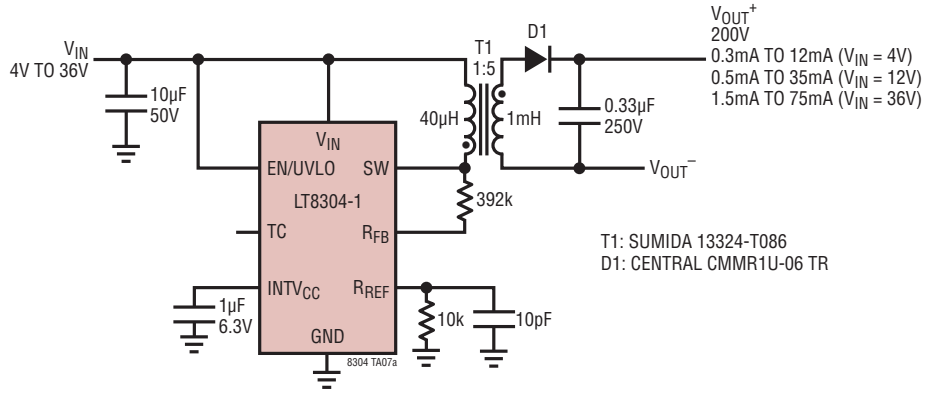 VIN
4V TO 36V
10µF
50V
T1
1:5
D1
VOUT+
200V
0.3mA TO 12mA (VIN = 4V)
0.5mA TO 35mA (VIN = 12V)
1.5mA TO 75mA (VIN = 36V)
40µH
1mH
0.33µF
250V
VOUT–
VIN
EN/UVLO
SW
LT8304-1
392k
TC
RFB
INTVCC
RREF
1µF
6.3V
10k
10pF
GND
8304 TA07a
T1: SUMIDA 13324-T086
D1: CENTRAL CMMR1U-06 TR